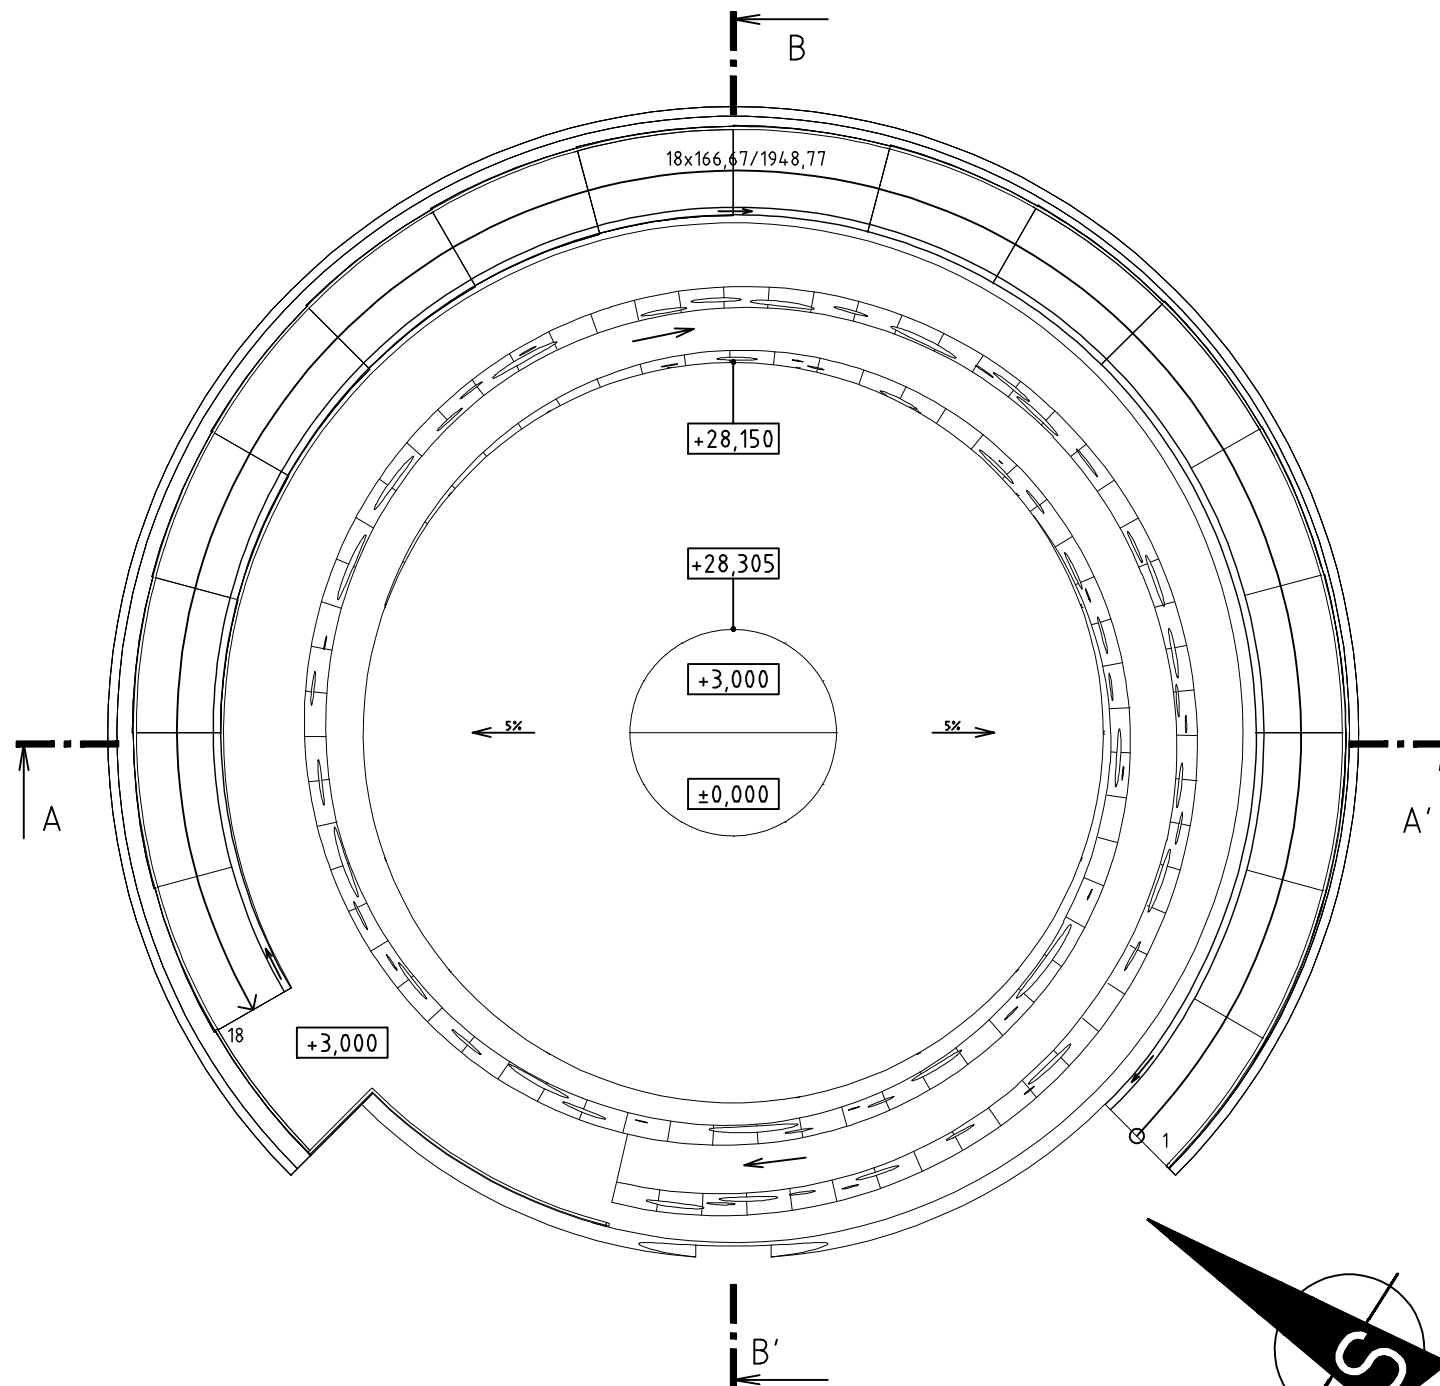 B
18x166,67/1948,77
+28,150
+28,305
+3,000
5%
5%
±0,000
A
A'
18
+3,000
1
B'
S